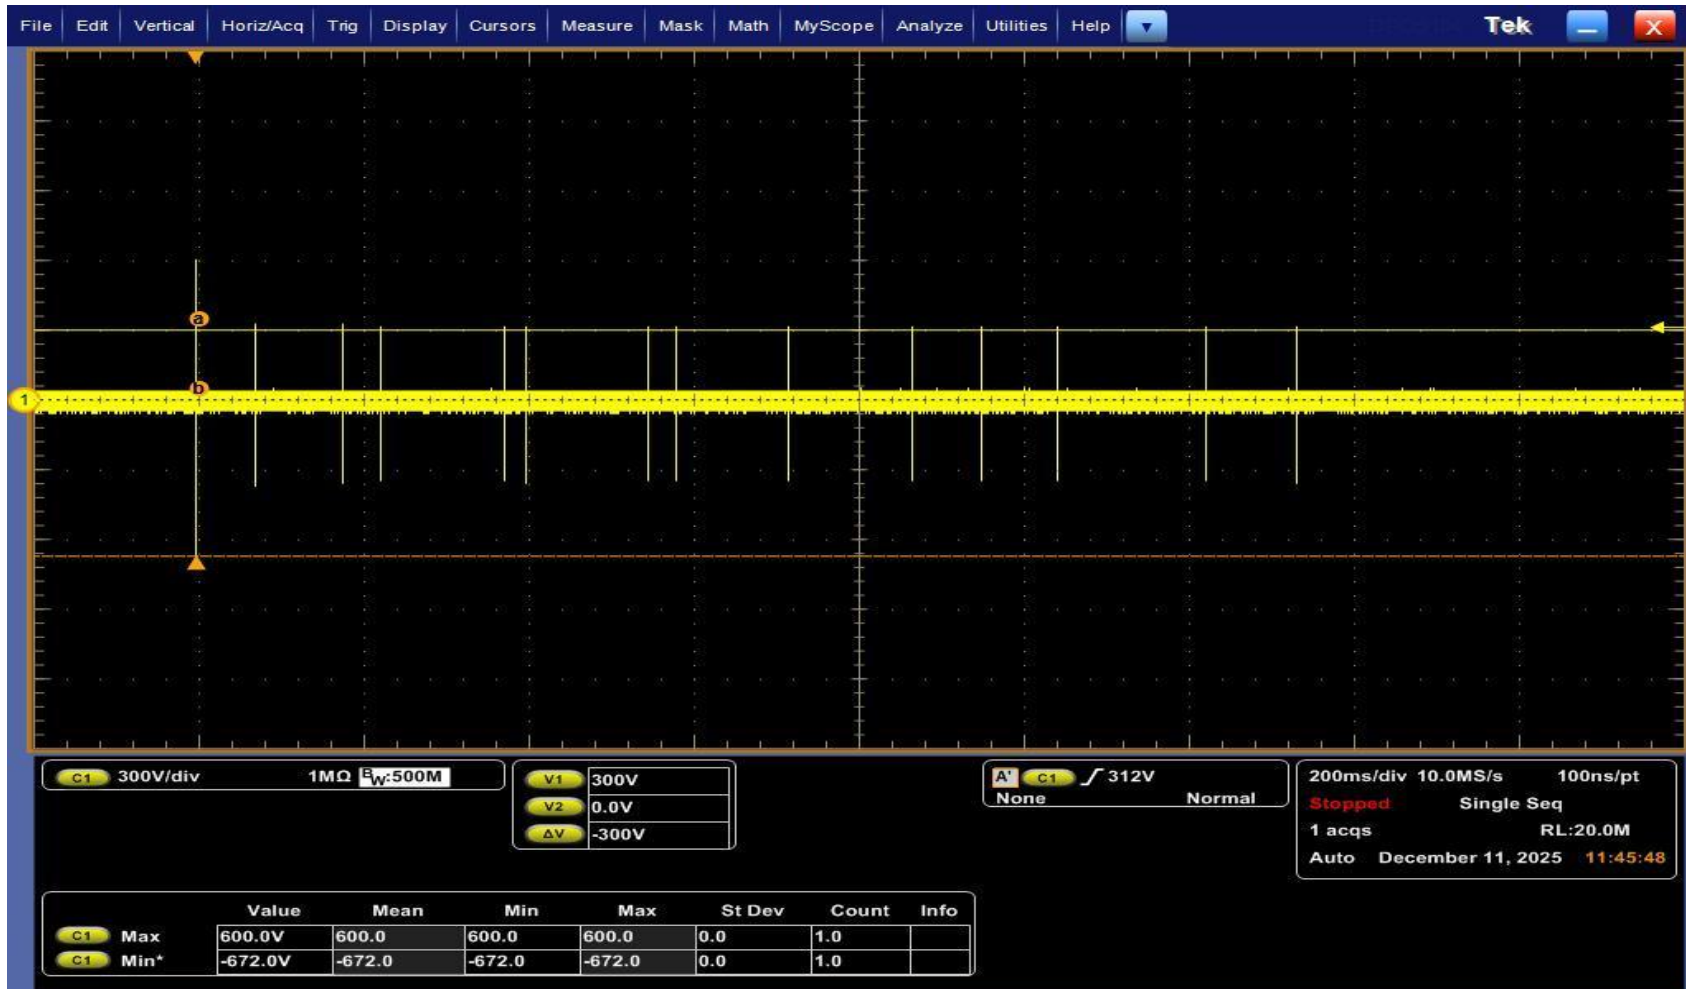 File Edit Vertical Horiz/Acq Trig Display Cursors Measure Mask Math MyScope Analyze Utilities Help Tek X
a
b
1
C1 300V/div 1MΩ BW:500M
V1 300V
V2 0.0V
ΔV -300V
A' C1 312V
None Normal
200ms/div 10.0MS/s 100ns/pt
Stopped Single Seq
1 acqs RL:20.0M
Auto December 11, 2025 11:45:48
Value Mean Min Max St Dev Count Info
C1 Max 600.0V 600.0 600.0 600.0 0.0 1.0
C1 Min* -672.0V -672.0 -672.0 -672.0 0.0 1.0